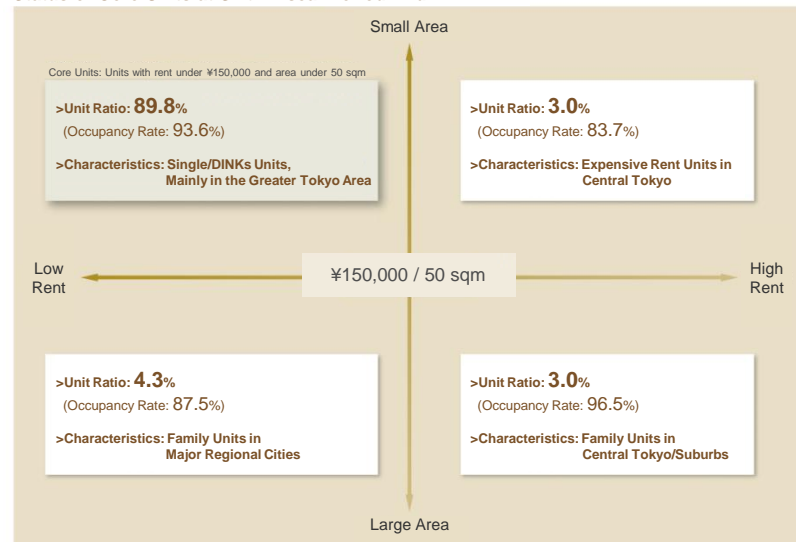 Small Area
Core Units: Units with rent under ¥150,000 and area under 50 sqm
>Unit Ratio: 89.8%
(Occupancy Rate: 93.6%)
>Characteristics: Single/DINKs Units,
Mainly in the Greater Tokyo Area
>Unit Ratio: 3.0%
(Occupancy Rate: 83.7%)
>Characteristics: Expensive Rent Units in
Central Tokyo
Low
Rent
¥150,000 / 50 sqm
High
Rent
>Unit Ratio: 4.3%
(Occupancy Rate: 87.5%)
>Characteristics: Family Units in
Major Regional Cities
>Unit Ratio: 3.0%
(Occupancy Rate: 96.5%)
>Characteristics: Family Units in
Central Tokyo/Suburbs
Large Area